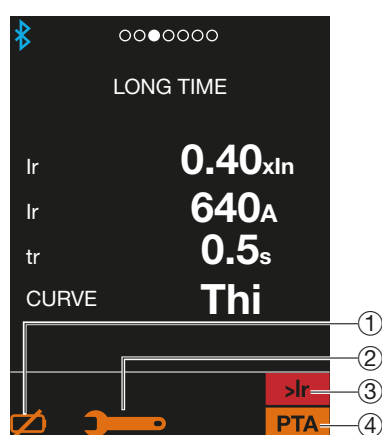 LONG TIME
Ir 0.40xIn
Ir 640A
tr 0.5s
CURVE Thi
1
2
>Ir 3
PTA 4